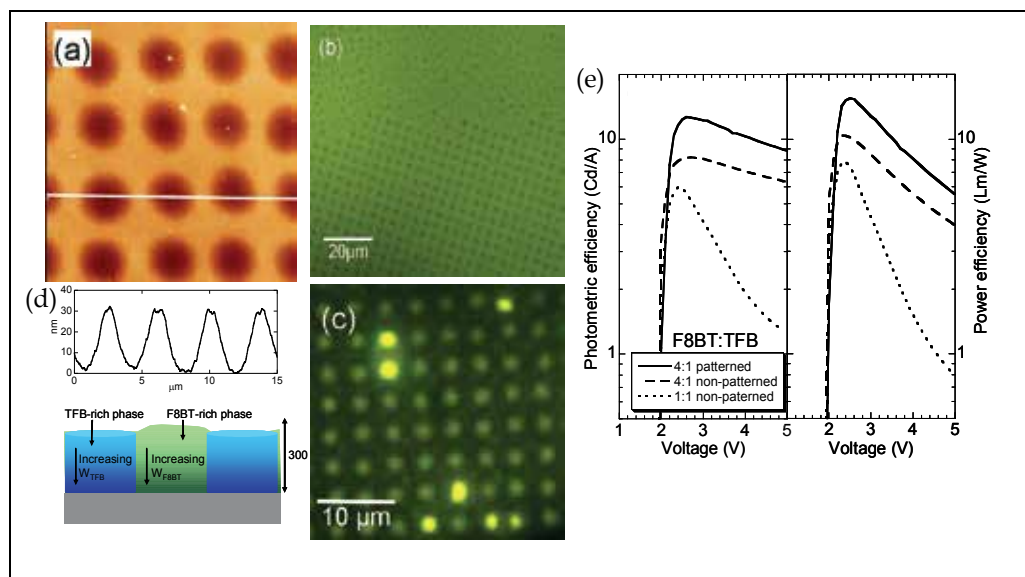 (a)
(b)
20μm
(c)
10 μm
(d)
40
30
20
10
0
nm
0 5 10 15
μm
TFB-rich phase F8BT-rich phase
Increasing
W_TFB
Increasing
W_F8BT
300
(e)
Photometric efficiency (Cd/A)
10
1
F8BT:TFB
4:1 patterned
4:1 non-patterned
1:1 non-paterned
1 2 3 4 5
Voltage (V)
2 3 4 5
Voltage (V)
10
1
Power efficiency (Lm/W)